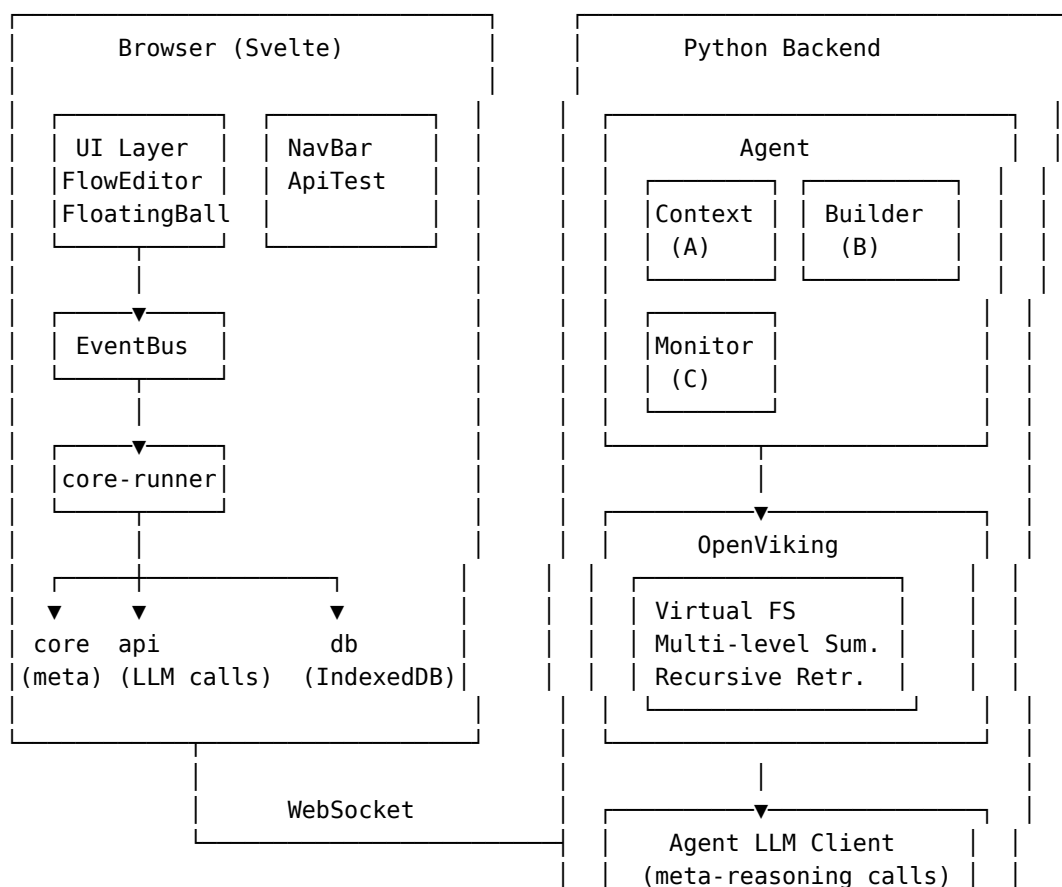 Browser (Svelte)
UI Layer
FlowEditor
FloatingBall
NavBar
ApiTest
EventBus
core-runner
core api db
(meta) (LLM calls) (IndexedDB)
WebSocket
Python Backend
Agent
Context
(A)
Builder
(B)
Monitor
(C)
OpenViking
Virtual FS
Multi-level Sum.
Recursive Retr.
Agent LLM Client
(meta-reasoning calls)